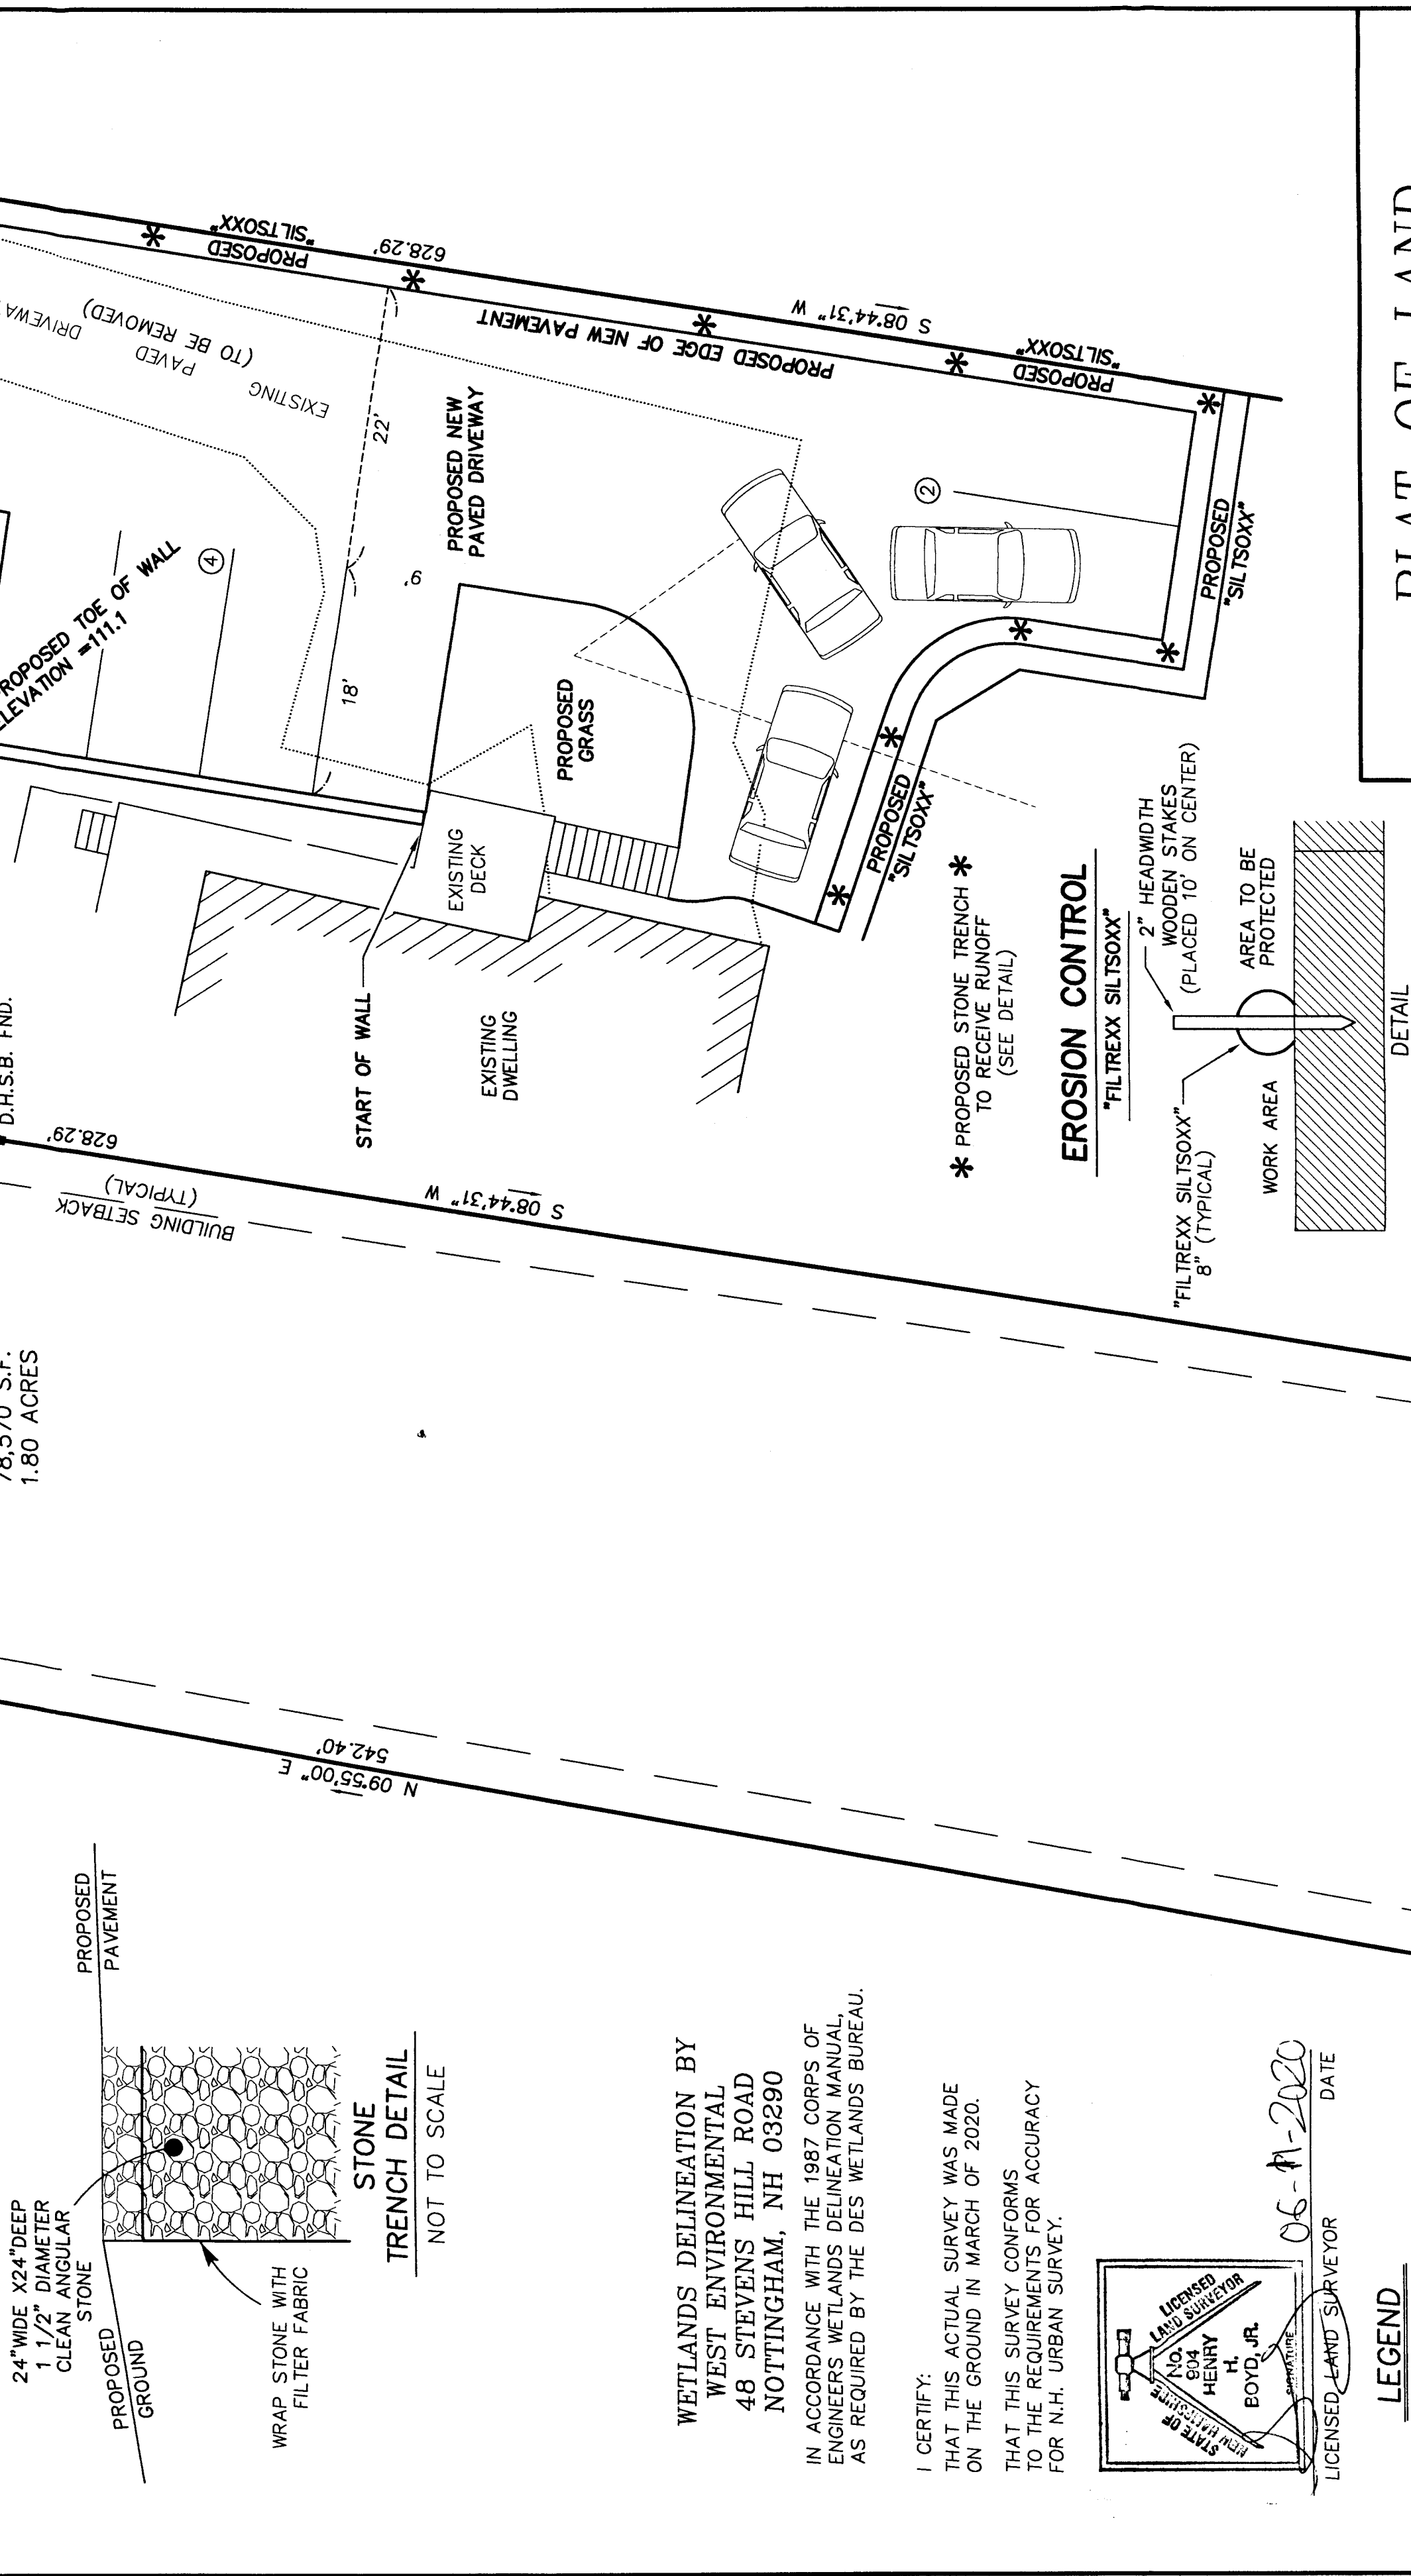 24"WIDE X24"DEEP
1 1/2" DIAMETER
CLEAN ANGULAR
STONE
PROPOSED
GROUND
PROPOSED
PAVEMENT
WRAP STONE WITH
FILTER FABRIC
STONE
TRENCH DETAIL
NOT TO SCALE
WETLANDS DELINEATION BY
WEST ENVIRONMENTAL
48 STEVENS HILL ROAD
NOTTINGHAM, NH 03290
IN ACCORDANCE WITH THE 1987 CORPS OF
ENGINEERS WETLANDS DELINEATION MANUAL,
AS REQUIRED BY THE DES WETLANDS BUREAU.
I CERTIFY:
THAT THIS ACTUAL SURVEY WAS MADE
ON THE GROUND IN MARCH OF 2020.
THAT THIS SURVEY CONFORMS
TO THE REQUIREMENTS FOR ACCURACY
FOR N.H. URBAN SURVEY.
STATE OF
NEW HAMPSHIRE
LICENSED
LAND SURVEYOR
No.
904
HENRY
H.
BOYD, JR.
SIGNATURE
LICENSED LAND SURVEYOR
DATE
LEGEND
N 09°55'00" E
542.40'
78,570 S.F.
1.80 ACRES
BUILDING SETBACK
(TYPICAL)
628.29'
S 08°44'31" W
D.H.S.B. FND.
START OF WALL
EXISTING
DWELLING
EXISTING
DECK
PROPOSED
GRASS
PROPOSED TOE OF WALL
ELEVATION =111.1
4
18'
9'
22'
PROPOSED NEW
PAVED DRIVEWAY
EXISTING
PAVED
DRIVEWA
(TO BE REMOVED)
PROPOSED
"SILTSOXX"
628.29'
PROPOSED EDGE OF NEW PAVEMENT
S 08°44'31" W
PROPOSED
"SILTSOXX"
2
PROPOSED
"SILTSOXX"
PROPOSED
"SILTSOXX"
* PROPOSED STONE TRENCH *
TO RECEIVE RUNOFF
(SEE DETAIL)
EROSION CONTROL
"FILTREXX SILTSOXX"
2" HEADWIDTH
WOODEN STAKES
(PLACED 10' ON CENTER)
"FILTREXX SILTSOXX"
8" (TYPICAL)
WORK AREA
AREA TO BE
PROTECTED
DETAIL
PLAT OF LAND